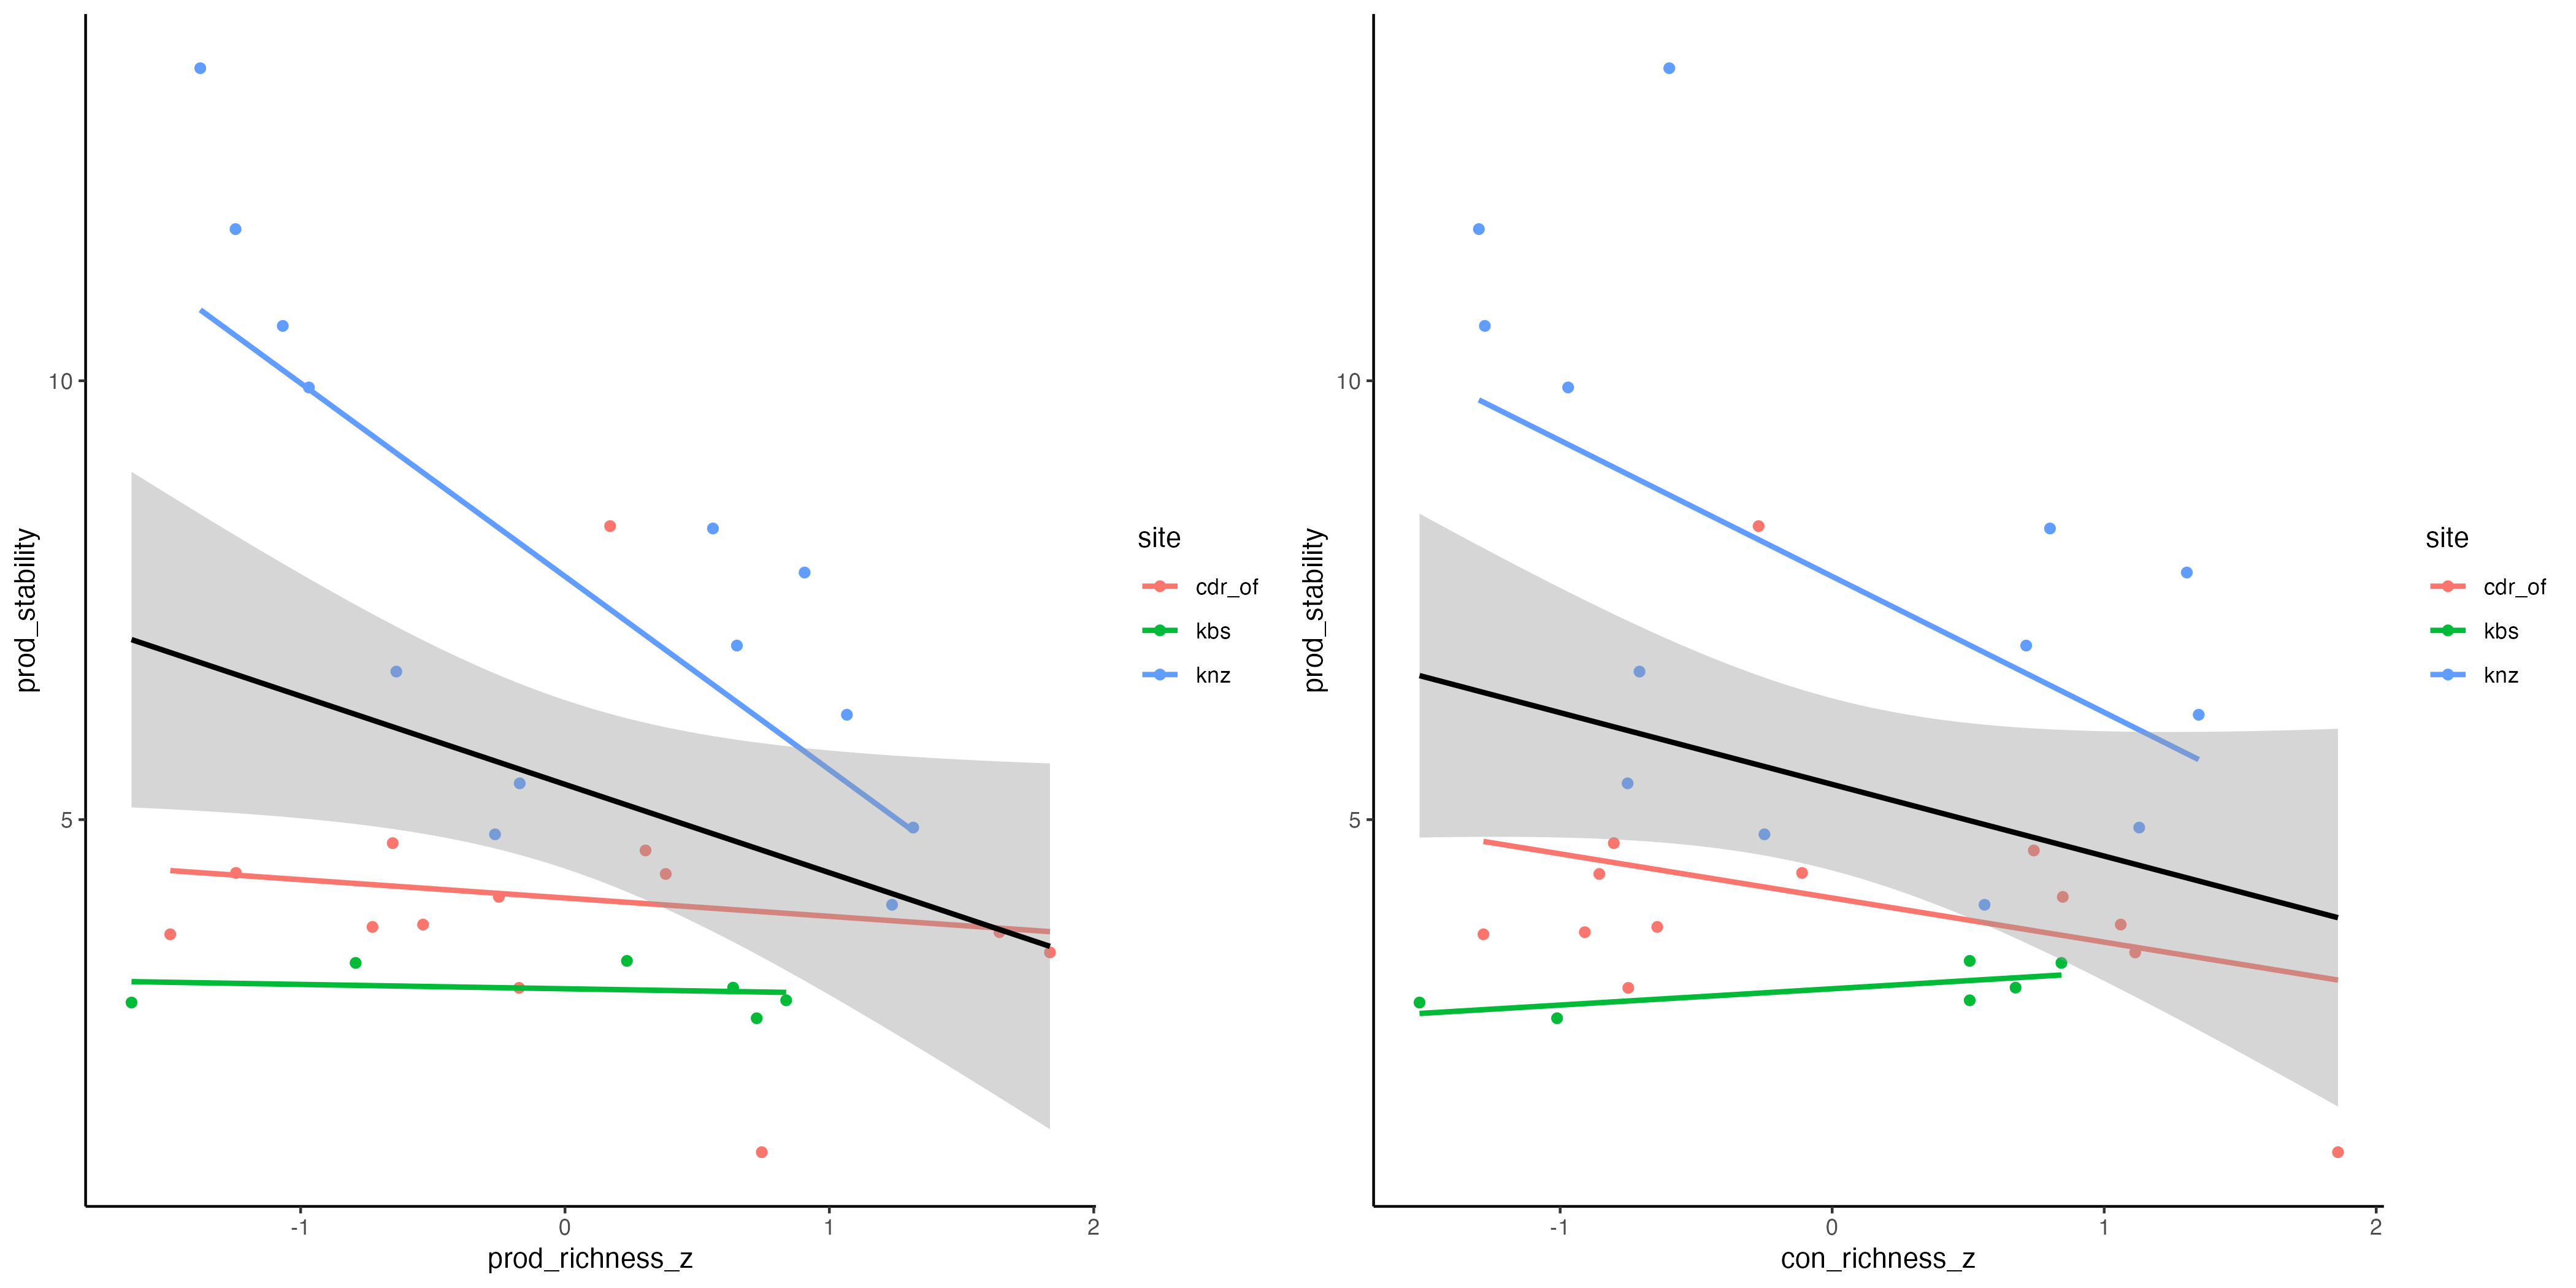 prod_stability
10
5
-1
0
1
2
prod_richness_z
site
cdr_of
kbs
knz
prod_stability
10
5
-1
0
1
2
con_richness_z
site
cdr_of
kbs
knz